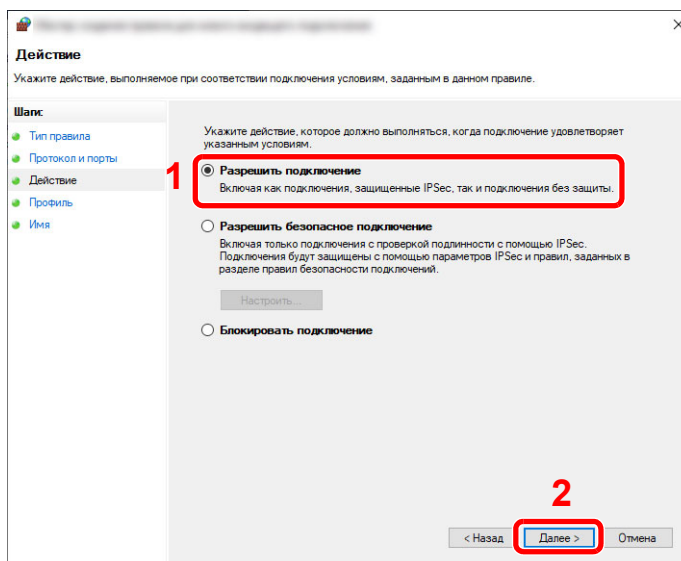 Действие
Укажите действие, выполняемое при соответствии подключения условиям, заданным в данном правиле.
Шаги:
Тип правила
Протокол и порты
Действие
Профиль
Имя
Укажите действие, которое должно выполняться, когда подключение удовлетворяет
указанным условиям.
1
Разрешить подключение
Включая как подключения, защищенные IPSec, так и подключения без защиты.
Разрешить безопасное подключение
Включая только подключения с проверкой подлинности с помощью IPSec.
Подключения будут защищены с помощью параметров IPSec и правил, заданных в
разделе правил безопасности подключений.
Настроить...
Блокировать подключение
2
< Назад
Далее >
Отмена